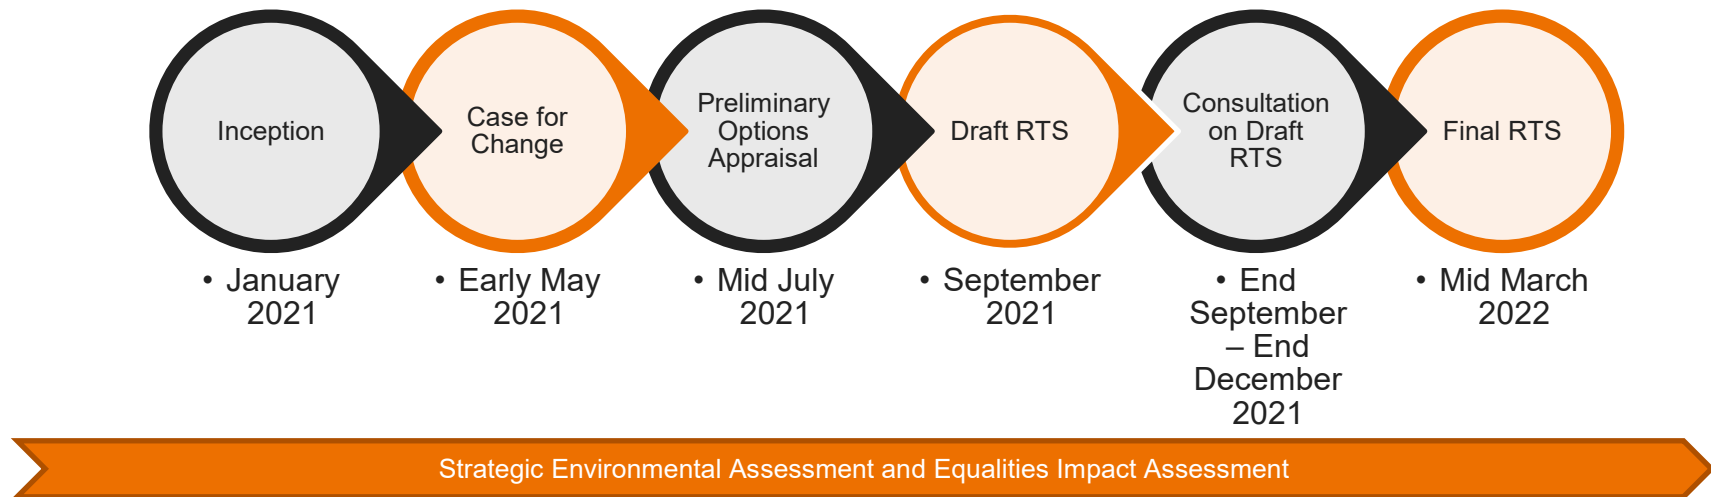 Inception
Case for
Change
Preliminary
Options
Appraisal
Draft RTS
Consultation
on Draft
RTS
Final RTS
• January
2021
• Early May
2021
• Mid July
2021
• September
2021
• End
September
– End
December
2021
• Mid March
2022
Strategic Environmental Assessment and Equalities Impact Assessment